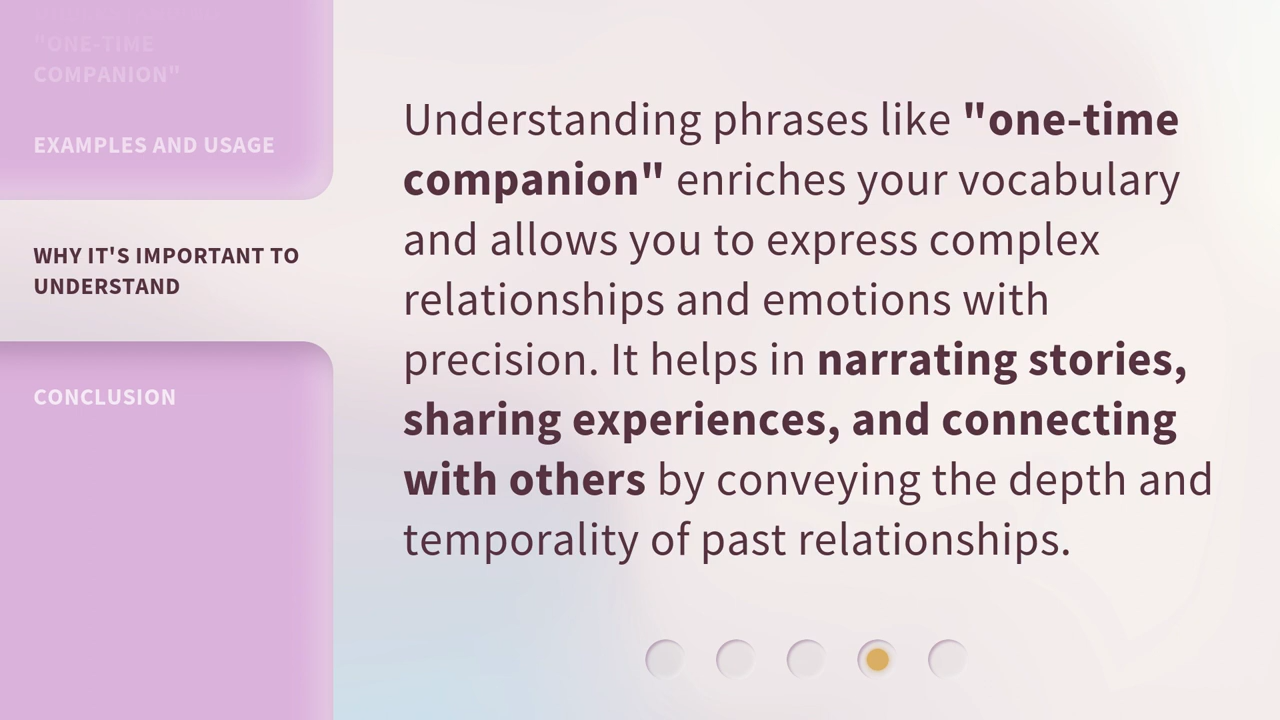 "ONE-TIME
COMPANION"
EXAMPLES AND USAGE
WHY IT'S IMPORTANT TO
UNDERSTAND
CONCLUSION
Understanding phrases like "one-time
companion" enriches your vocabulary
and allows you to express complex
relationships and emotions with
precision. It helps in narrating stories,
sharing experiences, and connecting
with others by conveying the depth and
temporality of past relationships.